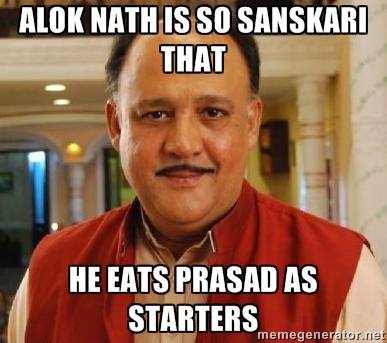 ALOK NATH IS SO SANSKARI
THAT
HE EATS PRASAD AS
STARTERS
memegenerator.net